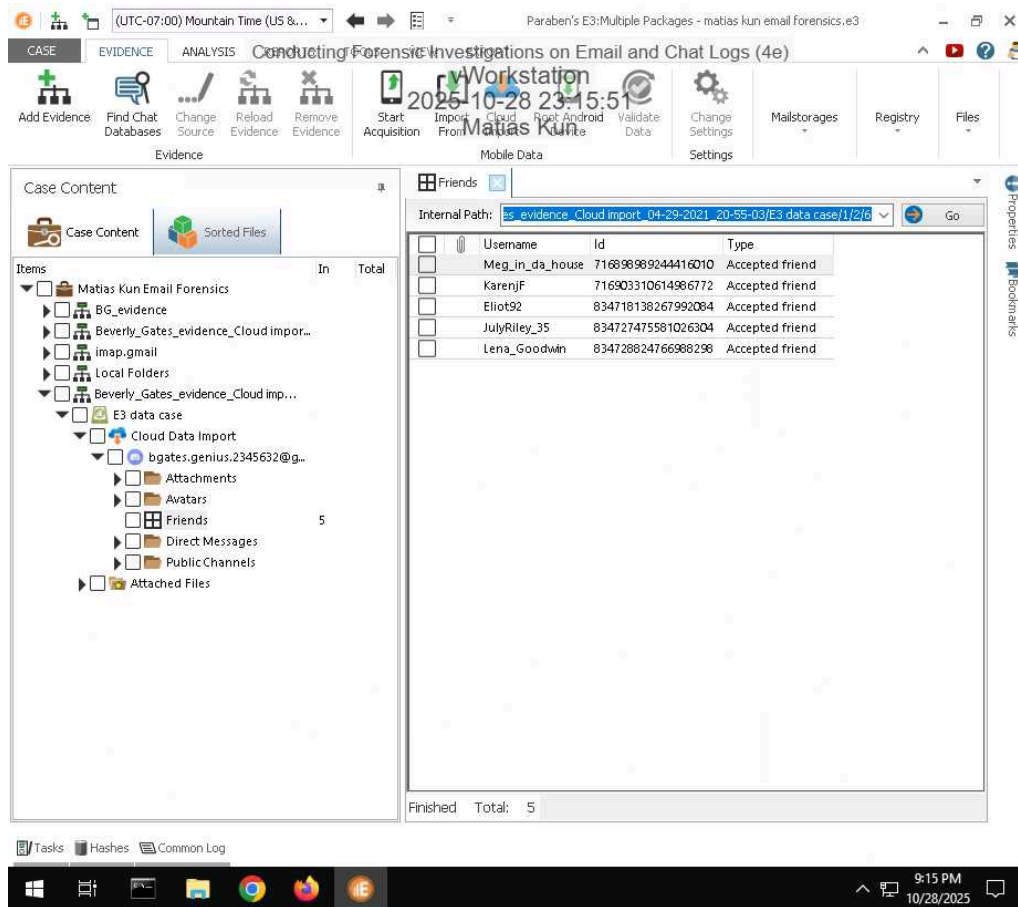 (UTC-07:00) Mountain Time (US &...
Paraben's E3:Multiple Packages - matias kun email forensics.e3
CASE EVIDENCE ANALYSIS
Conducting Forensic Investigations on Email and Chat Logs (4e)
vWorkstation
2025-10-28 23:15:51
Matias Kun
Add Evidence
Find Chat Databases
Change Source
Reload Evidence
Remove Evidence
Start Acquisition
Import From
Cloud Import
Root Android Device
Validate Data
Change Settings
Mailstorages
Registry
Files
Evidence
Mobile Data
Settings
Case Content
Case Content
Sorted Files
Items In Total
Matias Kun Email Forensics
BG_evidence
Beverly_Gates_evidence_Cloud impor...
imap.gmail
Local Folders
Beverly_Gates_evidence_Cloud imp...
E3 data case
Cloud Data Import
bgates.genius.2345632@g...
Attachments
Avatars
Friends 5
Direct Messages
Public Channels
Attached Files
Friends
Internal Path: es_evidence_Cloud import_04-29-2021_20-55-03/E3 data case/1/2/6 Go
Username Id Type
Meg_in_da_house 716898989244416010 Accepted friend
KarenjF 716903310614986772 Accepted friend
Eliot92 834718138267992084 Accepted friend
JulyRiley_35 834727475581026304 Accepted friend
Lena_Goodwin 834728824766988298 Accepted friend
Finished Total: 5
Properties
Bookmarks
Tasks Hashes Common Log
9:15 PM
10/28/2025